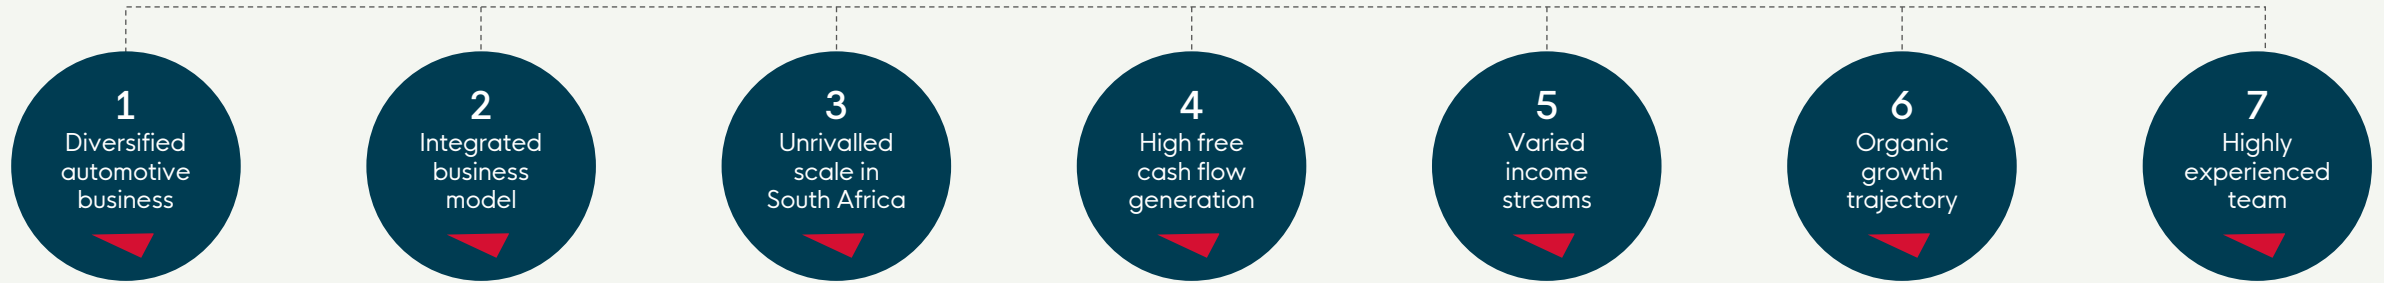 1
Diversified
automotive
business
2
Integrated
business
model
3
Unrivalled
scale in
South Africa
4
High free
cash flow
generation
5
Varied
income
streams
6
Organic
growth
trajectory
7
Highly
experienced
team